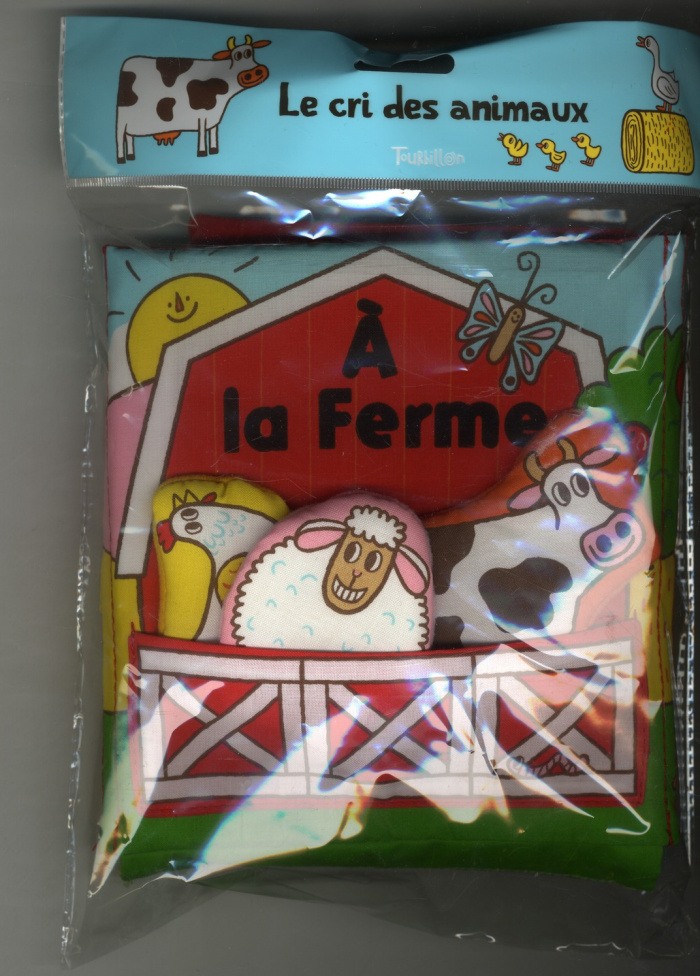 Le cri des animaux
Tourbillon
À
la Ferme